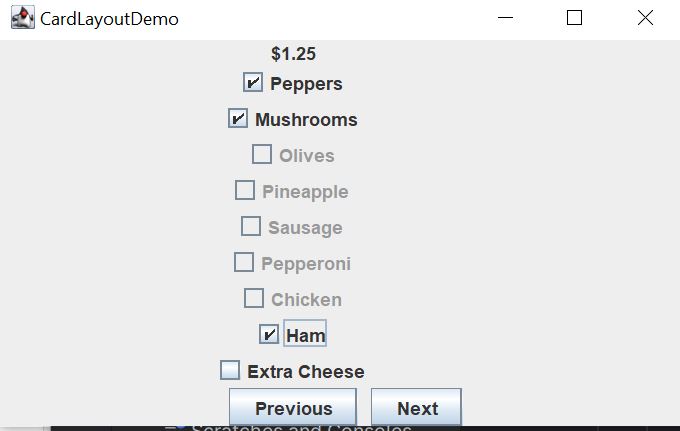 CardLayoutDemo
$1.25
Peppers
Mushrooms
Olives
Pineapple
Sausage
Pepperoni
Chicken
Ham
Extra Cheese
Previous Next
Scratches and Consoles